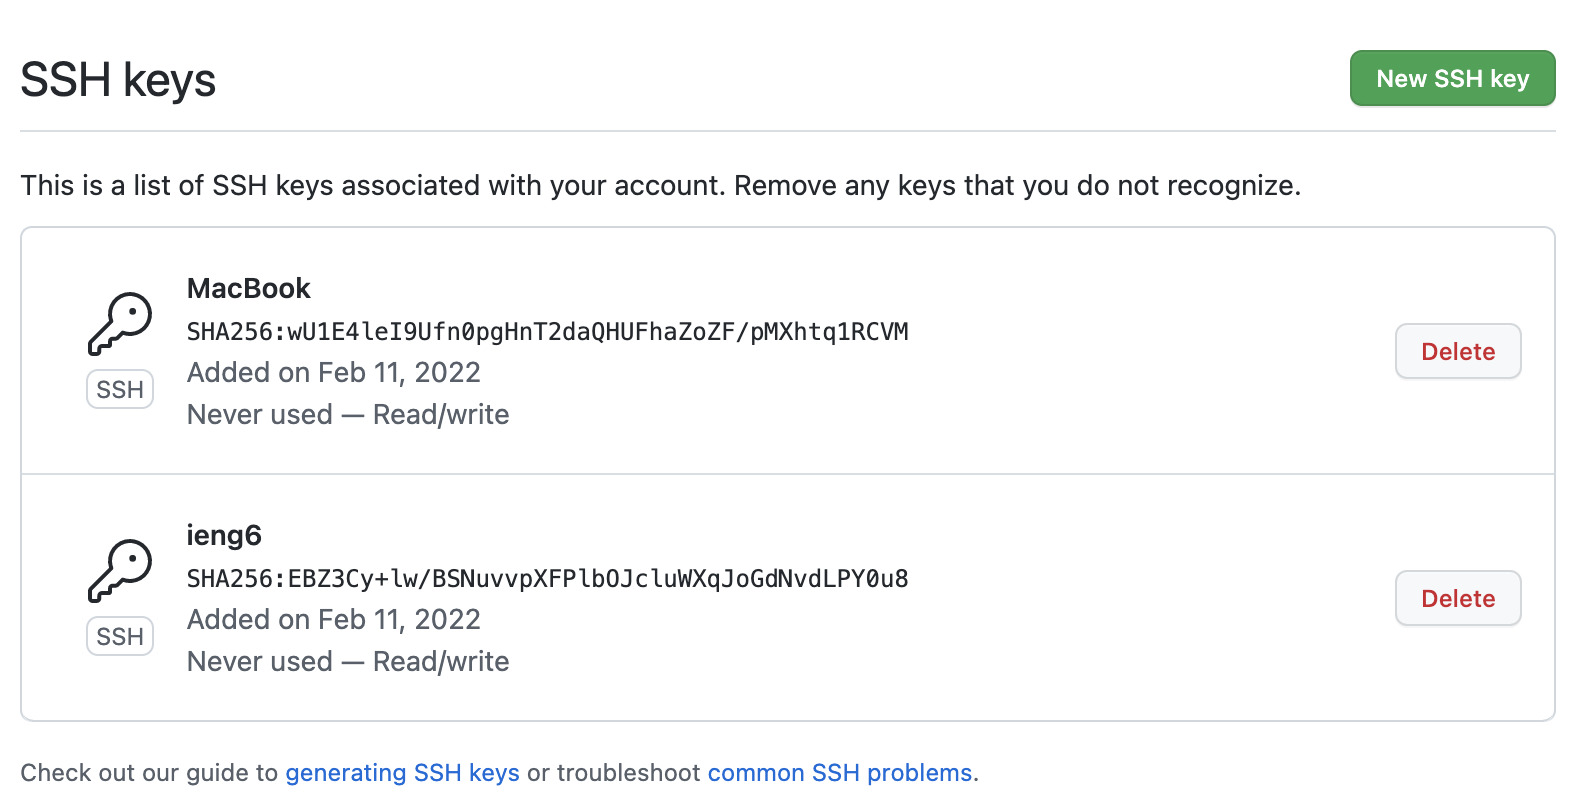 SSH keys
New SSH key
This is a list of SSH keys associated with your account. Remove any keys that you do not recognize.
MacBook
SHA256:wU1E4leI9Ufn0pgHnT2daQHUFhaZoZF/pMXhtq1RCVM
Added on Feb 11, 2022
Never used — Read/write
SSH
Delete
ieng6
SHA256:EBZ3Cy+lw/BSNuvvpXFPlbOJcluWXqJoGdNvdLPY0u8
Added on Feb 11, 2022
Never used — Read/write
SSH
Delete
Check out our guide to generating SSH keys or troubleshoot common SSH problems.